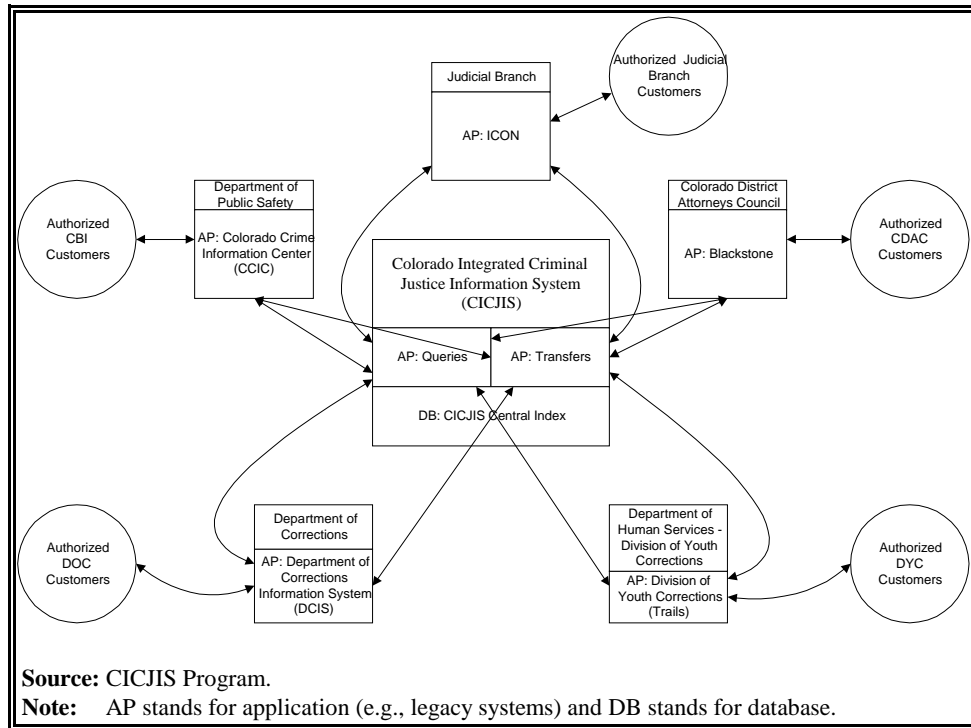 Judicial Branch
AP: ICON
Authorized Judicial
Branch
Customers
Department of
Public Safety
AP: Colorado Crime
Information Center
(CCIC)
Authorized
CBI
Customers
Colorado District
Attorneys Council
AP: Blackstone
Authorized
CDAC
Customers
Colorado Integrated Criminal
Justice Information System
(CICJIS)
AP: Queries
AP: Transfers
DB: CICJIS Central Index
Authorized
DOC
Customers
Department of
Corrections
AP: Department of
Corrections
Information System
(DCIS)
Department of
Human Services -
Division of Youth
Corrections
AP: Division of
Youth Corrections
(Trails)
Authorized
DYC
Customers
Source: CICJIS Program.
Note: AP stands for application (e.g., legacy systems) and DB stands for database.